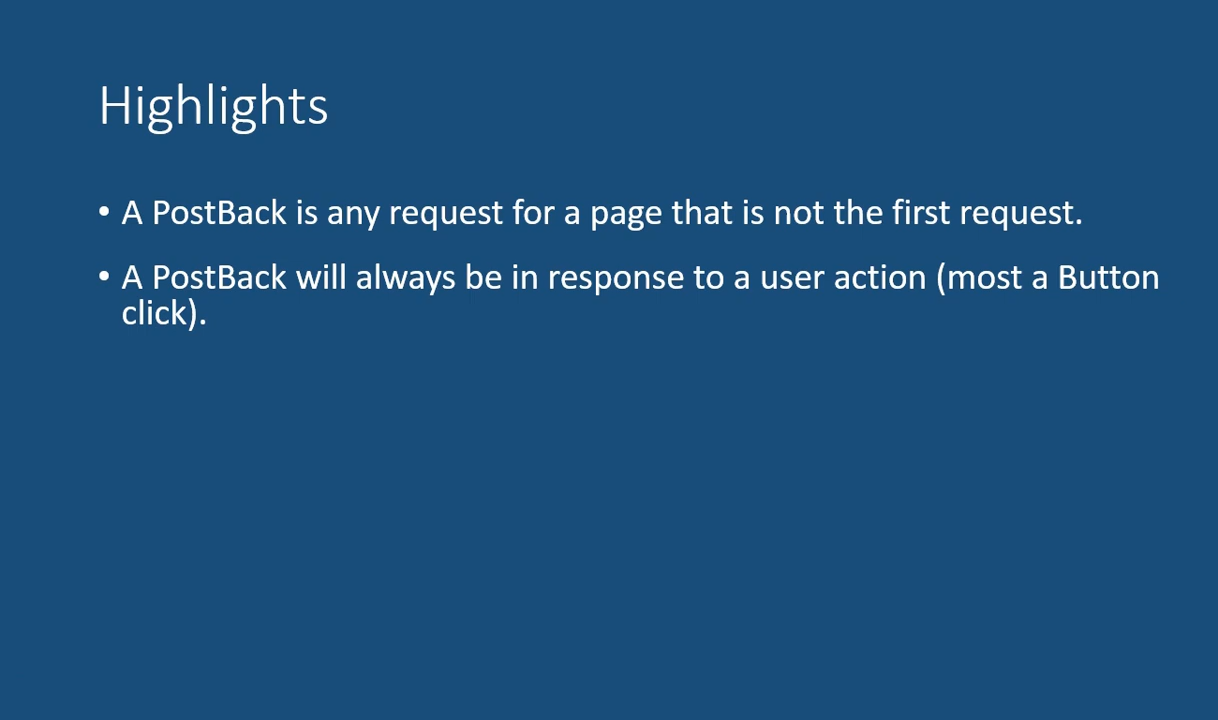 Highlights
• A PostBack is any request for a page that is not the first request.
• A PostBack will always be in response to a user action (most a Button
click).